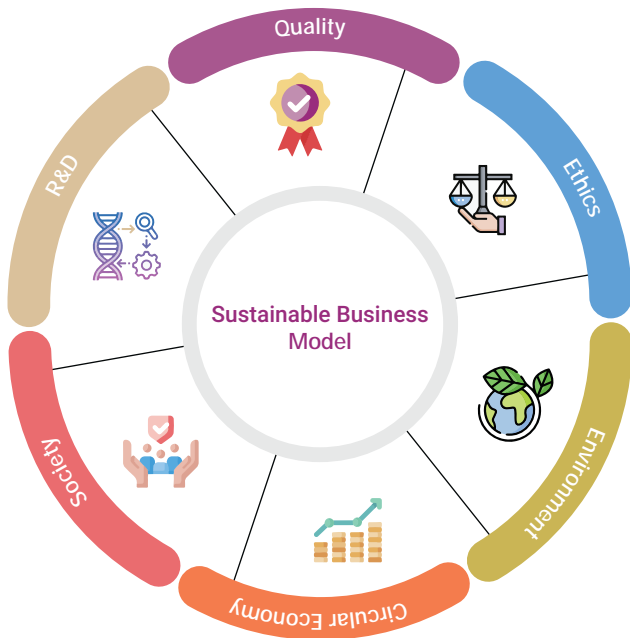 Quality
Ethics
Environment
Circular Economy
Society
R&D
Sustainable Business
Model